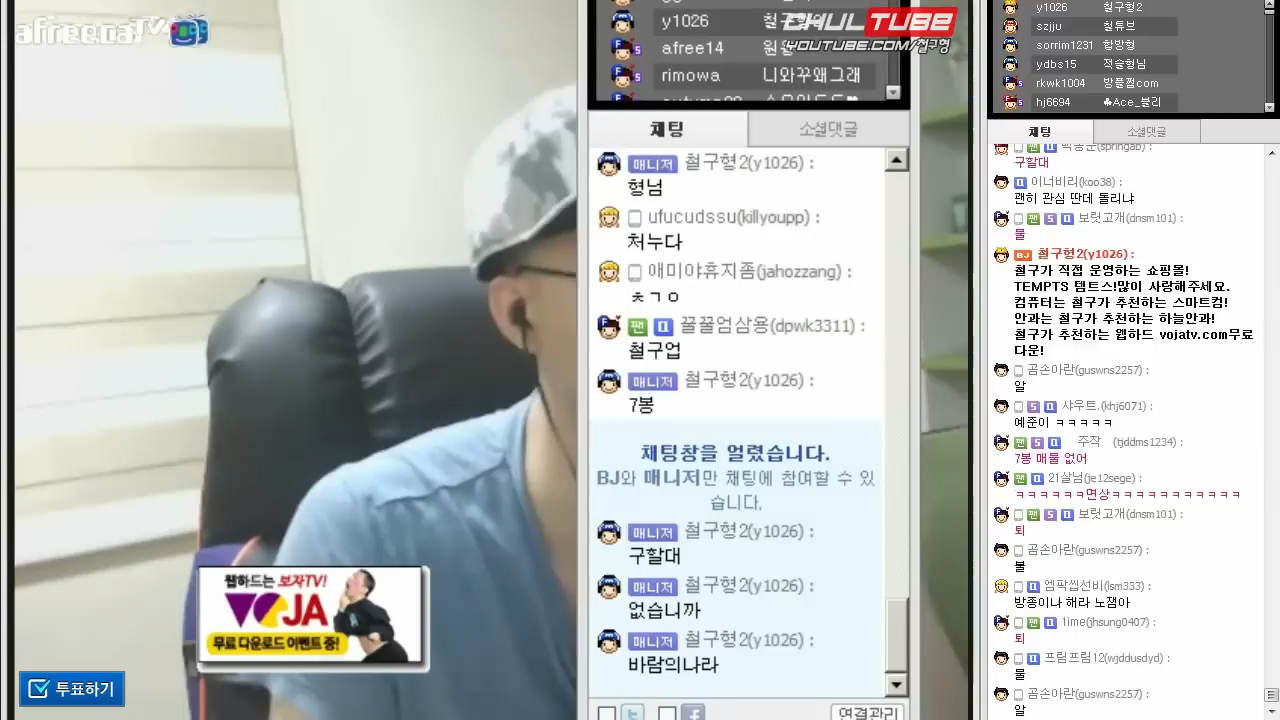 afreecaTV
y1026
afree14
rimowa 니와꾸왜그래
CHULTUBE
YOUTUBE.COM/철구형
채팅
소셜댓글
매니저 철구형2(y1026) :
형님
ufucudssu(killyoupp) :
처누다
애미야휴지좀(jahozzang) :
ㅊㄱㅇ
팬 꿀꿀엄삼용(dpwk3311) :
철구업
매니저 철구형2(y1026) :
7봉
채팅창을 얼렸습니다.
BJ와 매니저만 채팅에 참여할 수 있
습니다.
매니저 철구형2(y1026) :
구할대
매니저 철구형2(y1026) :
없습니까
매니저 철구형2(y1026) :
바람의나라
연결관리
웹하드는 보자TV!
VOJA
무료 다운로드 이벤트 중!
투표하기
y1026 철구형2
szjju 철튜브
sorrim1231 합방형
ydbs15 적슬형님
rkwk1004 방플점com
hj6694 ♣Ace_불리
채팅
소셜댓글
구할대
이너비리(koo38) :
괜히 관심 딴데 돌리냐
팬 S 보릿고개(dnsm101) :
물
BJ 철구형2(y1026) :
철구가 직접 운영하는 쇼핑몰!
TEMPTS 템트스!많이 사랑해주세요.
컴퓨터는 철구가 추천하는 스마트컴!
안과는 철구가 추천하는 하늘안과!
철구가 추천하는 웹하드 vojatv.com무료
다운!
곰손아란(guswns2257) :
알
S 샤우트.(khj6071) :
예준이 ㅋㅋㅋㅋㅋ
팬 S 주작 (tjddms1234) :
7봉 매물 없어
팬 21살님(je12sege) :
ㅋㅋㅋㅋㅋㅋ면상ㅋㅋㅋㅋㅋㅋㅋㅋㅋㅋㅋ
팬 S 보릿고개(dnsm101) :
퇴
곰손아란(guswns2257) :
불
엠픽업선비(lsm333) :
방종이나 해라 노잼아
팬 1ime(jhsung0407) :
퇴
프럼프럼12(wjddusdyd) :
물
곰손아란(guswns2257) :
알